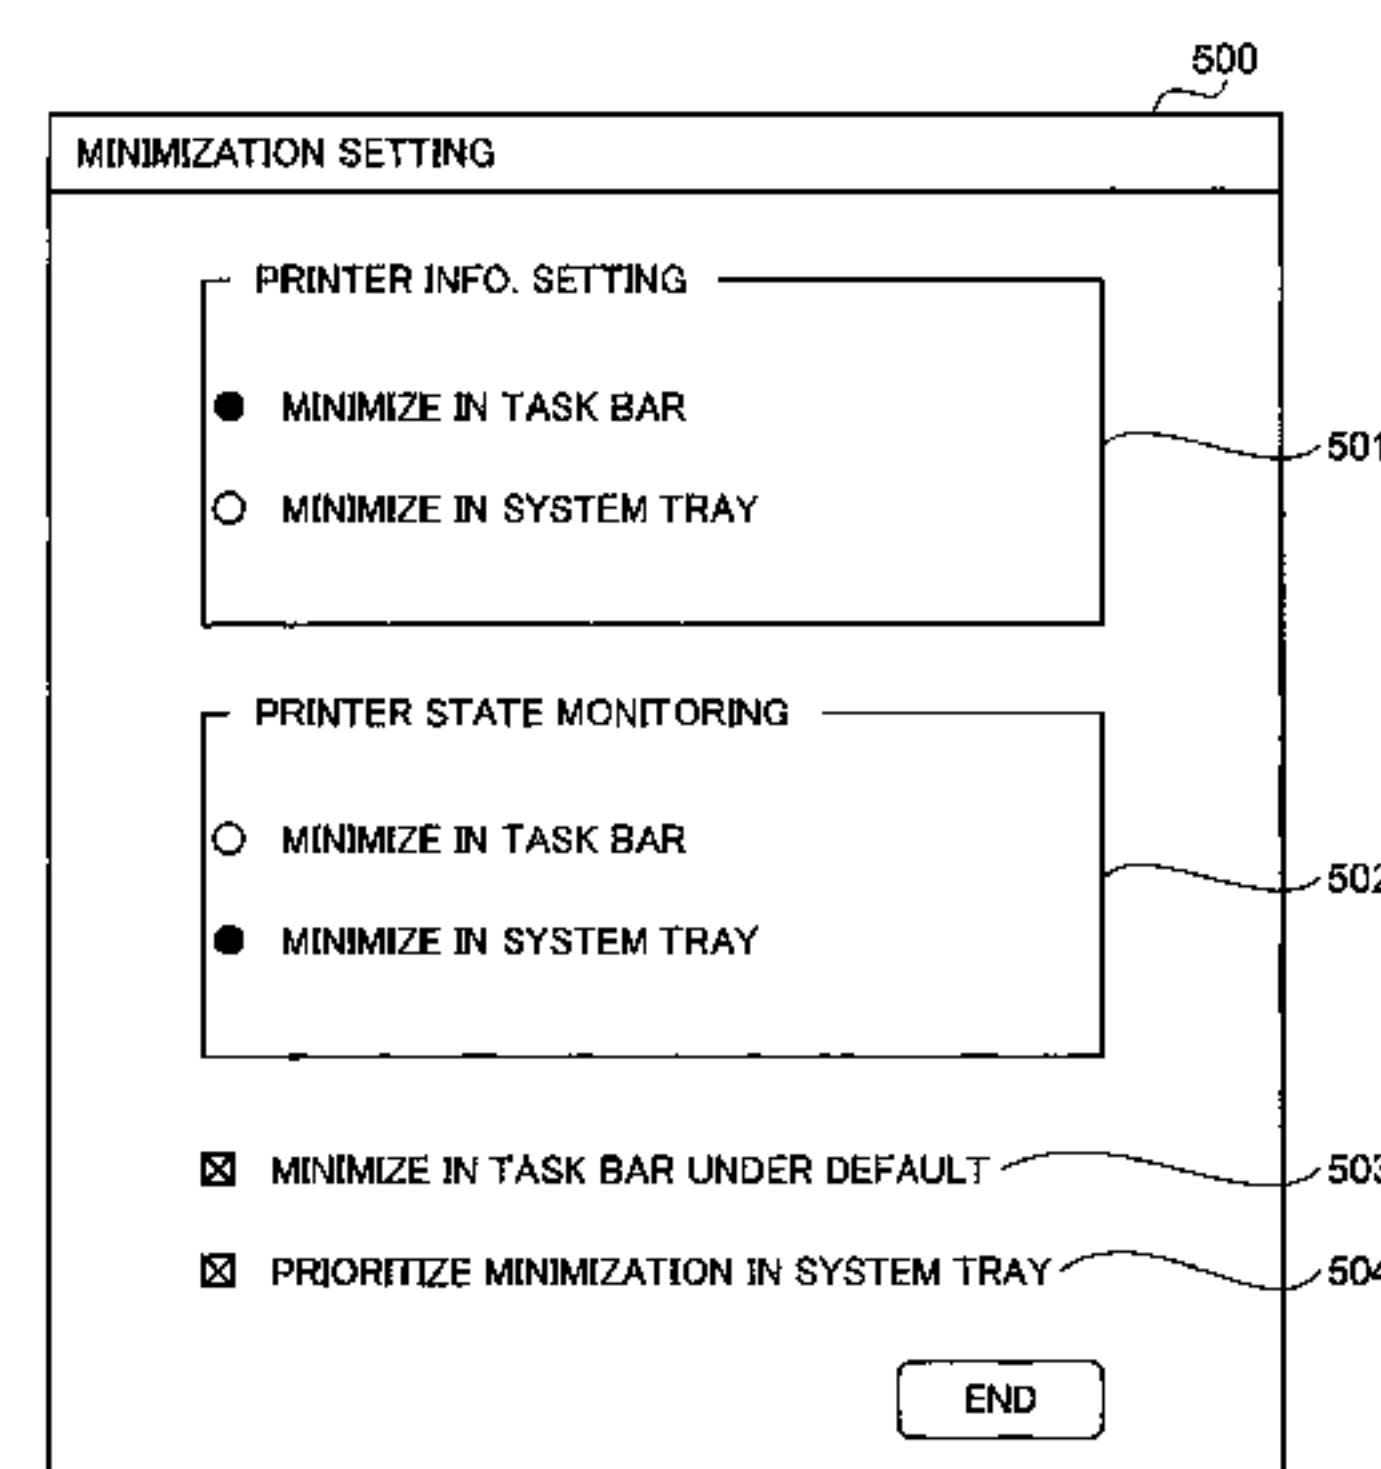 500
MINIMIZATION SETTING
PRINTER INFO. SETTING
MINIMIZE IN TASK BAR
501
MINIMIZE IN SYSTEM TRAY
PRINTER STATE MONITORING
MINIMIZE IN TASK BAR
502
MINIMIZE IN SYSTEM TRAY
MINIMIZE IN TASK BAR UNDER DEFAULT 503
PRIORITIZE MINIMIZATION IN SYSTEM TRAY 504
END